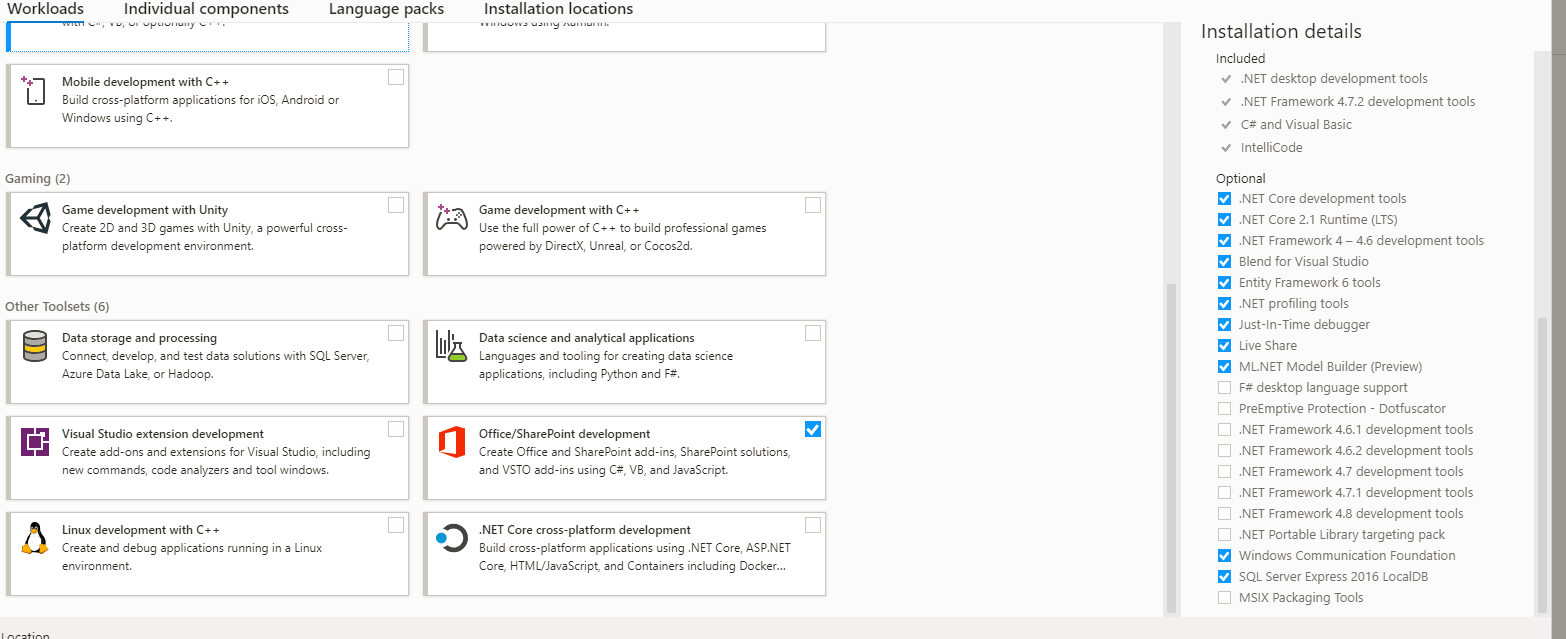 Workloads Individual components Language packs Installation locations
with C#, VB, or optionally C++.
Windows using Xamarin.
Mobile development with C++
Build cross-platform applications for iOS, Android or
Windows using C++.
Gaming (2)
Game development with Unity
Create 2D and 3D games with Unity, a powerful cross-
platform development environment.
Game development with C++
Use the full power of C++ to build professional games
powered by DirectX, Unreal, or Cocos2d.
Other Toolsets (6)
Data storage and processing
Connect, develop, and test data solutions with SQL Server,
Azure Data Lake, or Hadoop.
Data science and analytical applications
Languages and tooling for creating data science
applications, including Python and F#.
Visual Studio extension development
Create add-ons and extensions for Visual Studio, including
new commands, code analyzers and tool windows.
Office/SharePoint development
Create Office and SharePoint add-ins, SharePoint solutions,
and VSTO add-ins using C#, VB, and JavaScript.
Linux development with C++
Create and debug applications running in a Linux
environment.
.NET Core cross-platform development
Build cross-platform applications using .NET Core, ASP.NET
Core, HTML/JavaScript, and Containers including Docker...
Installation details
Included
.NET desktop development tools
.NET Framework 4.7.2 development tools
C# and Visual Basic
IntelliCode
Optional
.NET Core development tools
.NET Core 2.1 Runtime (LTS)
.NET Framework 4 – 4.6 development tools
Blend for Visual Studio
Entity Framework 6 tools
.NET profiling tools
Just-In-Time debugger
Live Share
ML.NET Model Builder (Preview)
F# desktop language support
PreEmptive Protection - Dotfuscator
.NET Framework 4.6.1 development tools
.NET Framework 4.6.2 development tools
.NET Framework 4.7 development tools
.NET Framework 4.7.1 development tools
.NET Framework 4.8 development tools
.NET Portable Library targeting pack
Windows Communication Foundation
SQL Server Express 2016 LocalDB
MSIX Packaging Tools
Location